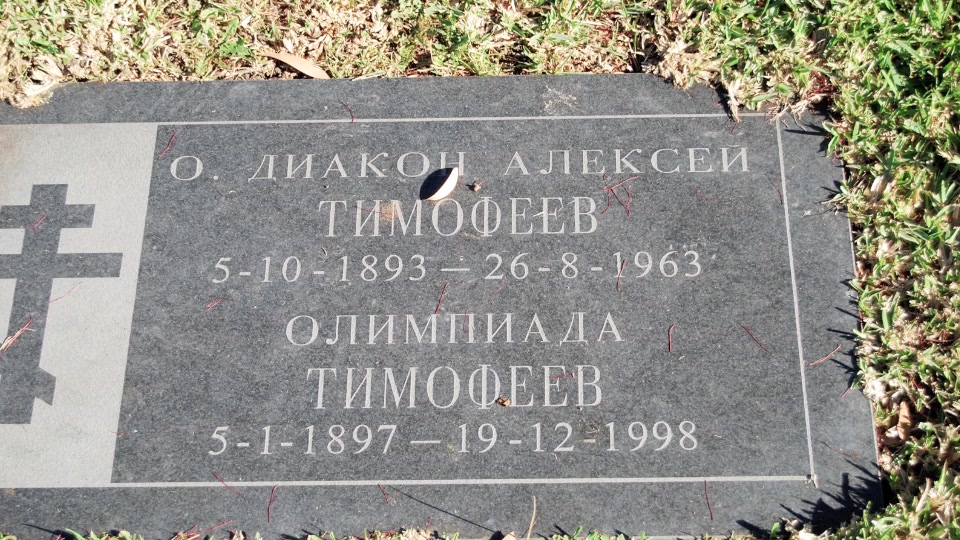 О. ДИАКОН АЛЕКСЕЙ
ТИМОФЕЕВ
5-10-1893 — 26-8-1963
ОЛИМПИАДА
ТИМОФЕЕВ
5-1-1897 — 19-12-1998